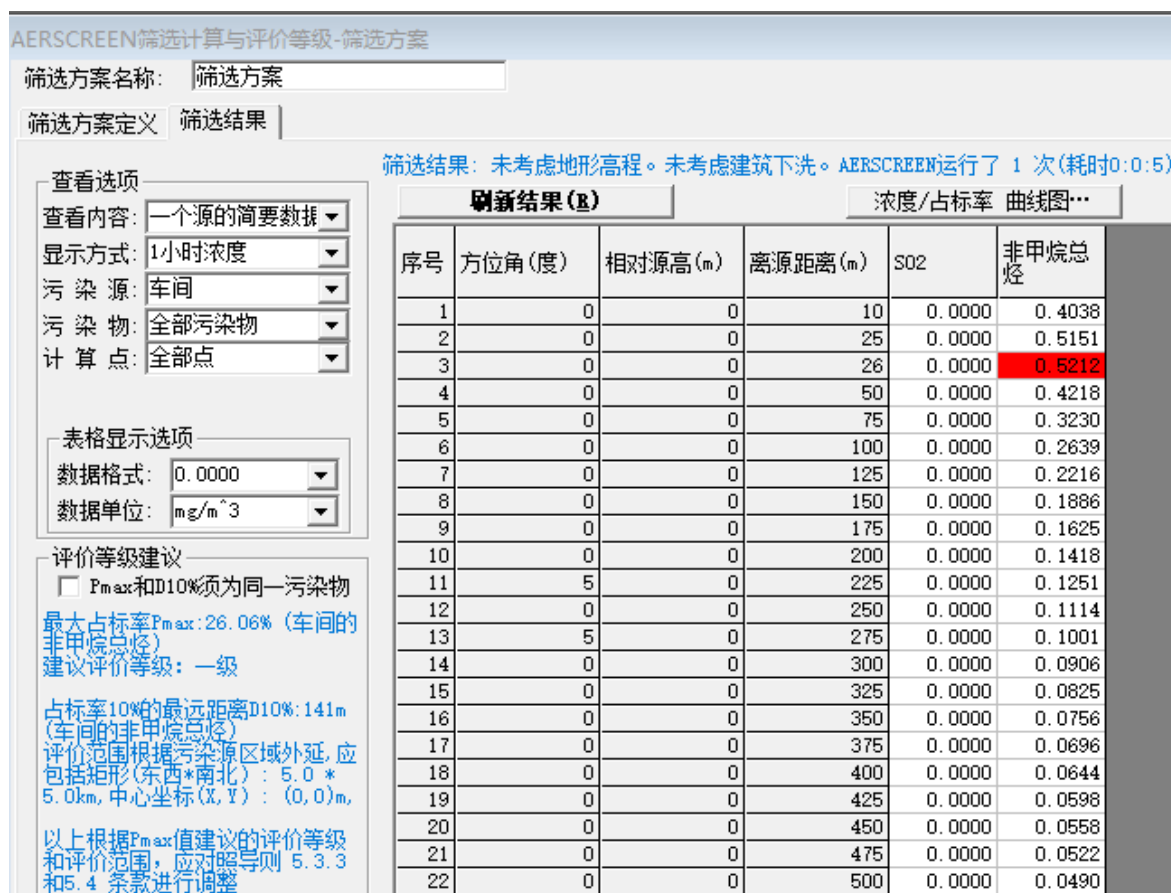 AERSCREEN筛选计算与评价等级-筛选方案
筛选方案名称: 筛选方案
筛选方案定义 筛选结果
筛选结果: 未考虑地形高程。未考虑建筑下洗。AERSCREEN运行了 1 次(耗时0:0:5)
查看选项
查看内容: 一个源的简要数据
显示方式: 1小时浓度
污 染 源: 车间
污 染 物: 全部污染物
计 算 点: 全部点
表格显示选项
数据格式: 0.0000
数据单位: mg/m^3
评价等级建议
Pmax和D10%须为同一污染物
最大占标率Pmax:26.06% (车间的
非甲烷总烃)
建议评价等级: 一级
占标率10%的最远距离D10%:141m
(车间的非甲烷总烃)
评价范围根据污染源区域外延,应
包括矩形(东西*南北) : 5.0 *
5.0km,中心坐标(X,Y) : (0,0)m,
以上根据Pmax值建议的评价等级
和评价范围, 应对照导则 5.3.3
和5.4 条款进行调整
刷新结果(R) 浓度/占标率 曲线图…
序号 方位角(度) 相对源高(m) 离源距离(m) SO2 非甲烷总
烃
1 0 0 10 0.0000 0.4038
2 0 0 25 0.0000 0.5151
3 0 0 26 0.0000 0.5212
4 0 0 50 0.0000 0.4218
5 0 0 75 0.0000 0.3230
6 0 0 100 0.0000 0.2639
7 0 0 125 0.0000 0.2216
8 0 0 150 0.0000 0.1886
9 0 0 175 0.0000 0.1625
10 0 0 200 0.0000 0.1418
11 5 0 225 0.0000 0.1251
12 0 0 250 0.0000 0.1114
13 5 0 275 0.0000 0.1001
14 0 0 300 0.0000 0.0906
15 0 0 325 0.0000 0.0825
16 0 0 350 0.0000 0.0756
17 0 0 375 0.0000 0.0696
18 0 0 400 0.0000 0.0644
19 0 0 425 0.0000 0.0598
20 0 0 450 0.0000 0.0558
21 0 0 475 0.0000 0.0522
22 0 0 500 0.0000 0.0490